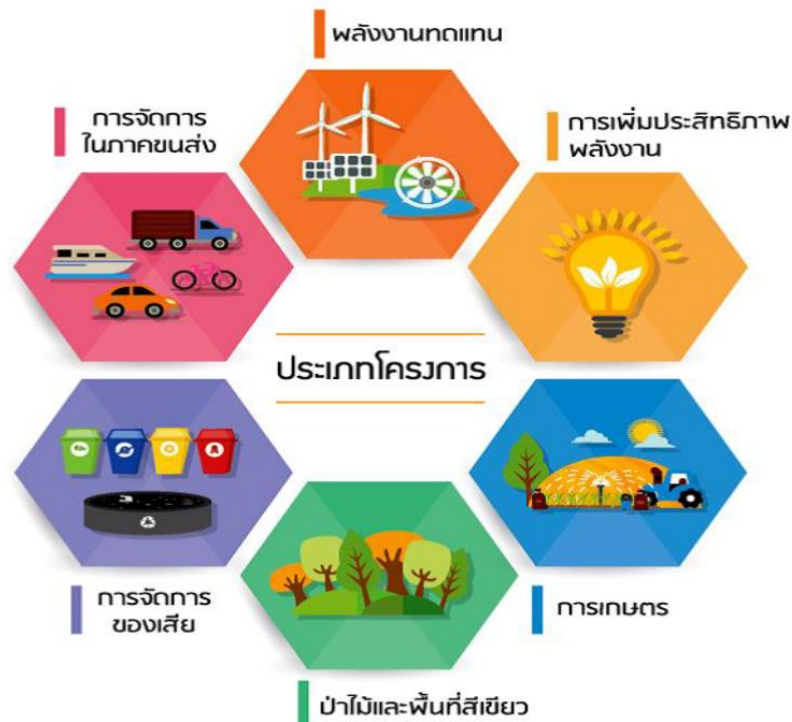 พลังงานทดแทน
การจัดการ
ในภาคขนส่ง
การเพิ่มประสิทธิภาพ
พลังงาน
ประเภทโครงการ
การจัดการ
ของเสีย
การเกษตร
ป่าไม้และพื้นที่สีเขียว